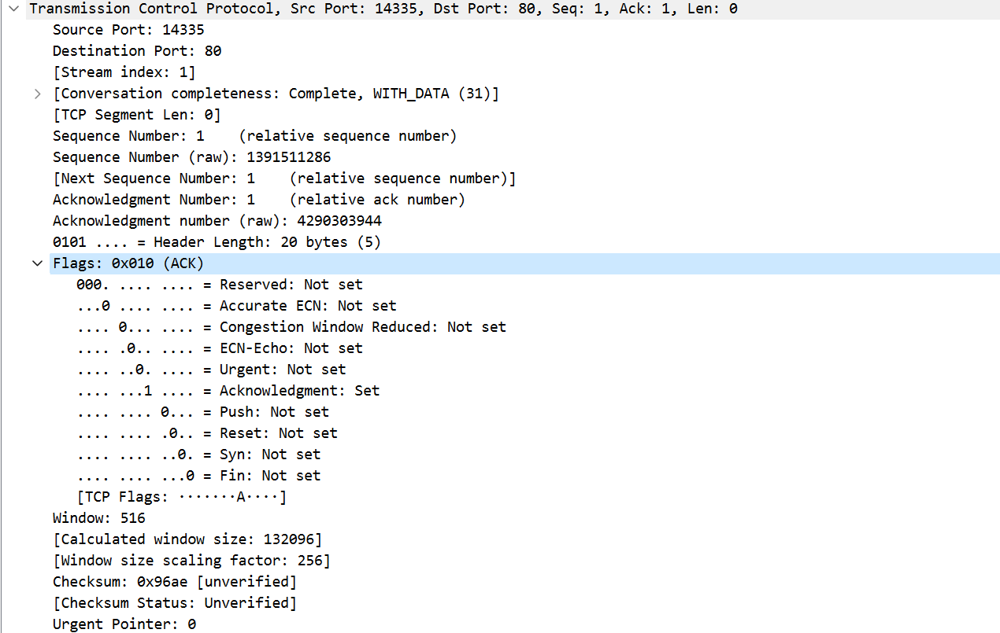 Transmission Control Protocol, Src Port: 14335, Dst Port: 80, Seq: 1, Ack: 1, Len: 0
Source Port: 14335
Destination Port: 80
[Stream index: 1]
[Conversation completeness: Complete, WITH_DATA (31)]
[TCP Segment Len: 0]
Sequence Number: 1    (relative sequence number)
Sequence Number (raw): 1391511286
[Next Sequence Number: 1    (relative sequence number)]
Acknowledgment Number: 1    (relative ack number)
Acknowledgment number (raw): 4290303944
0101 .... = Header Length: 20 bytes (5)
Flags: 0x010 (ACK)
000. .... .... = Reserved: Not set
...0 .... .... = Accurate ECN: Not set
.... 0... .... = Congestion Window Reduced: Not set
.... .0.. .... = ECN-Echo: Not set
.... ..0. .... = Urgent: Not set
.... ...1 .... = Acknowledgment: Set
.... .... 0... = Push: Not set
.... .... .0.. = Reset: Not set
.... .... ..0. = Syn: Not set
.... .... ...0 = Fin: Not set
[TCP Flags: ·······A····]
Window: 516
[Calculated window size: 132096]
[Window size scaling factor: 256]
Checksum: 0x96ae [unverified]
[Checksum Status: Unverified]
Urgent Pointer: 0